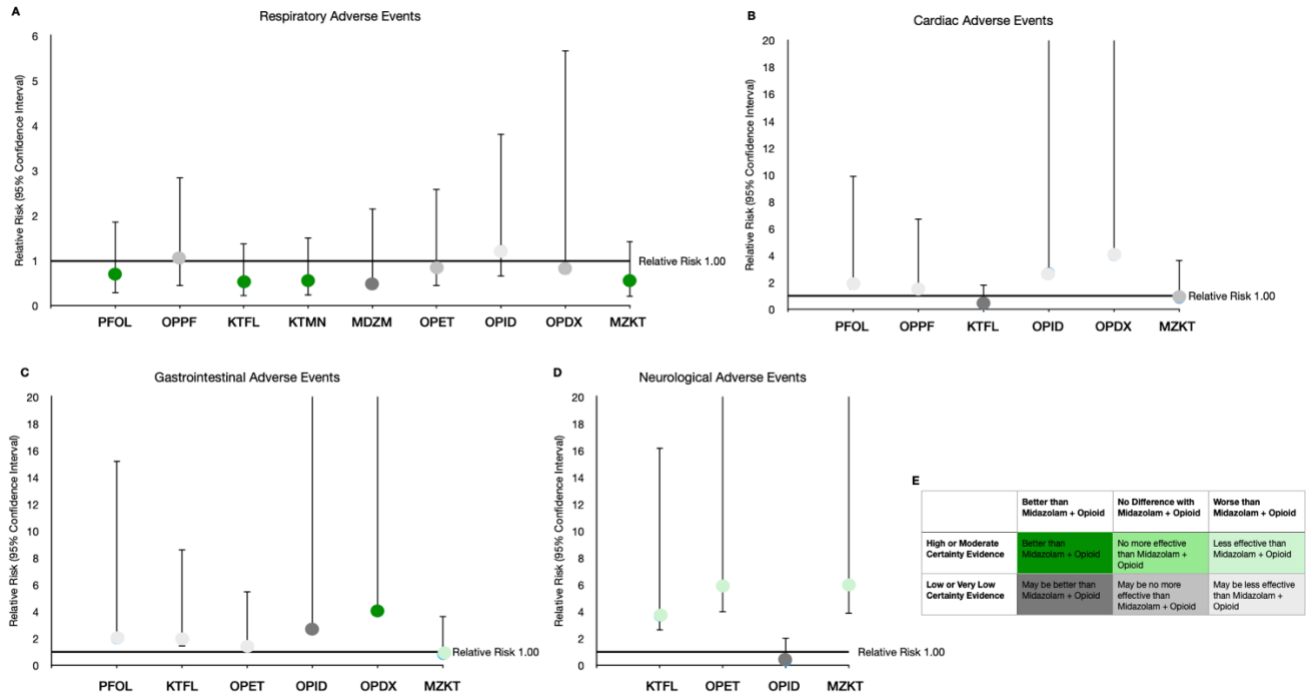 A
Respiratory Adverse Events
Relative Risk (95% Confidence Interval)
6
5
4
3
2
1
0
Relative Risk 1.00
PFOL OPPF KTFL KTMN MDZM OPET OPID OPDX MZKT
B
Cardiac Adverse Events
Relative Risk (95% Confidence Interval)
20
18
16
14
12
10
8
6
4
2
0
Relative Risk 1.00
PFOL OPPF KTFL OPID OPDX MZKT
C
Gastrointestinal Adverse Events
Relative Risk (95% Confidence Interval)
20
18
16
14
12
10
8
6
4
2
0
Relative Risk 1.00
PFOL KTFL OPET OPID OPDX MZKT
D
Neurological Adverse Events
Relative Risk (95% Confidence Interval)
20
18
16
14
12
10
8
6
4
2
0
Relative Risk 1.00
KTFL OPET OPID MZKT
E
Better than
Midazolam + Opioid
No Difference with
Midazolam + Opioid
Worse than
Midazolam + Opioid
High or Moderate
Certainty Evidence
Better than
Midazolam + Opioid
No more effective
than Midazolam +
Opioid
Less effective than
Midazolam + Opioid
Low or Very Low
Certainty Evidence
May be better than
Midazolam + Opioid
May be no more
effective than
Midazolam + Opioid
May be less effective
than Midazolam +
Opioid